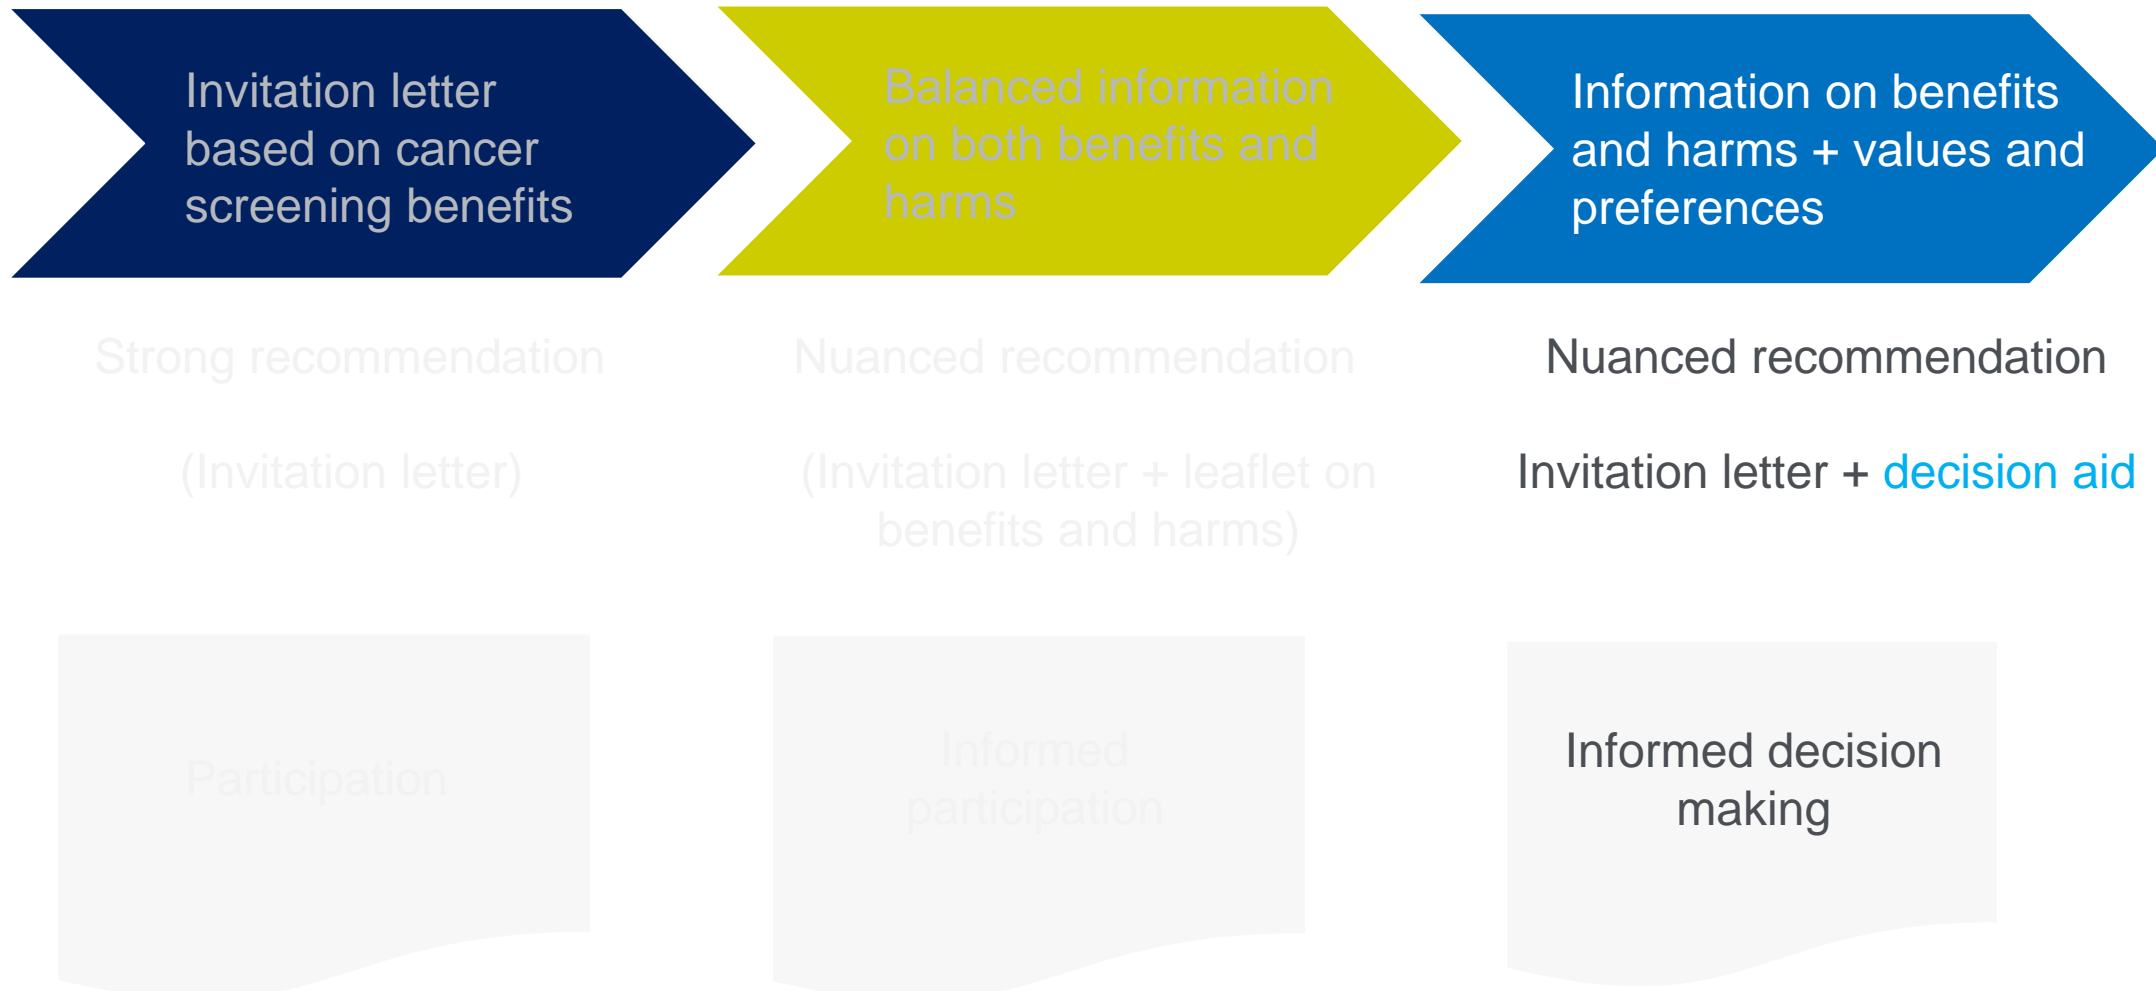 Invitation letter
based on cancer
screening benefits
Balanced information
on both benefits and
harms
Information on benefits
and harms + values and
preferences
Strong recommendation
(Invitation letter)
Nuanced recommendation
(Invitation letter + leaflet on
benefits and harms)
Nuanced recommendation
Invitation letter + decision aid
Participation
Informed
participation
Informed decision
making